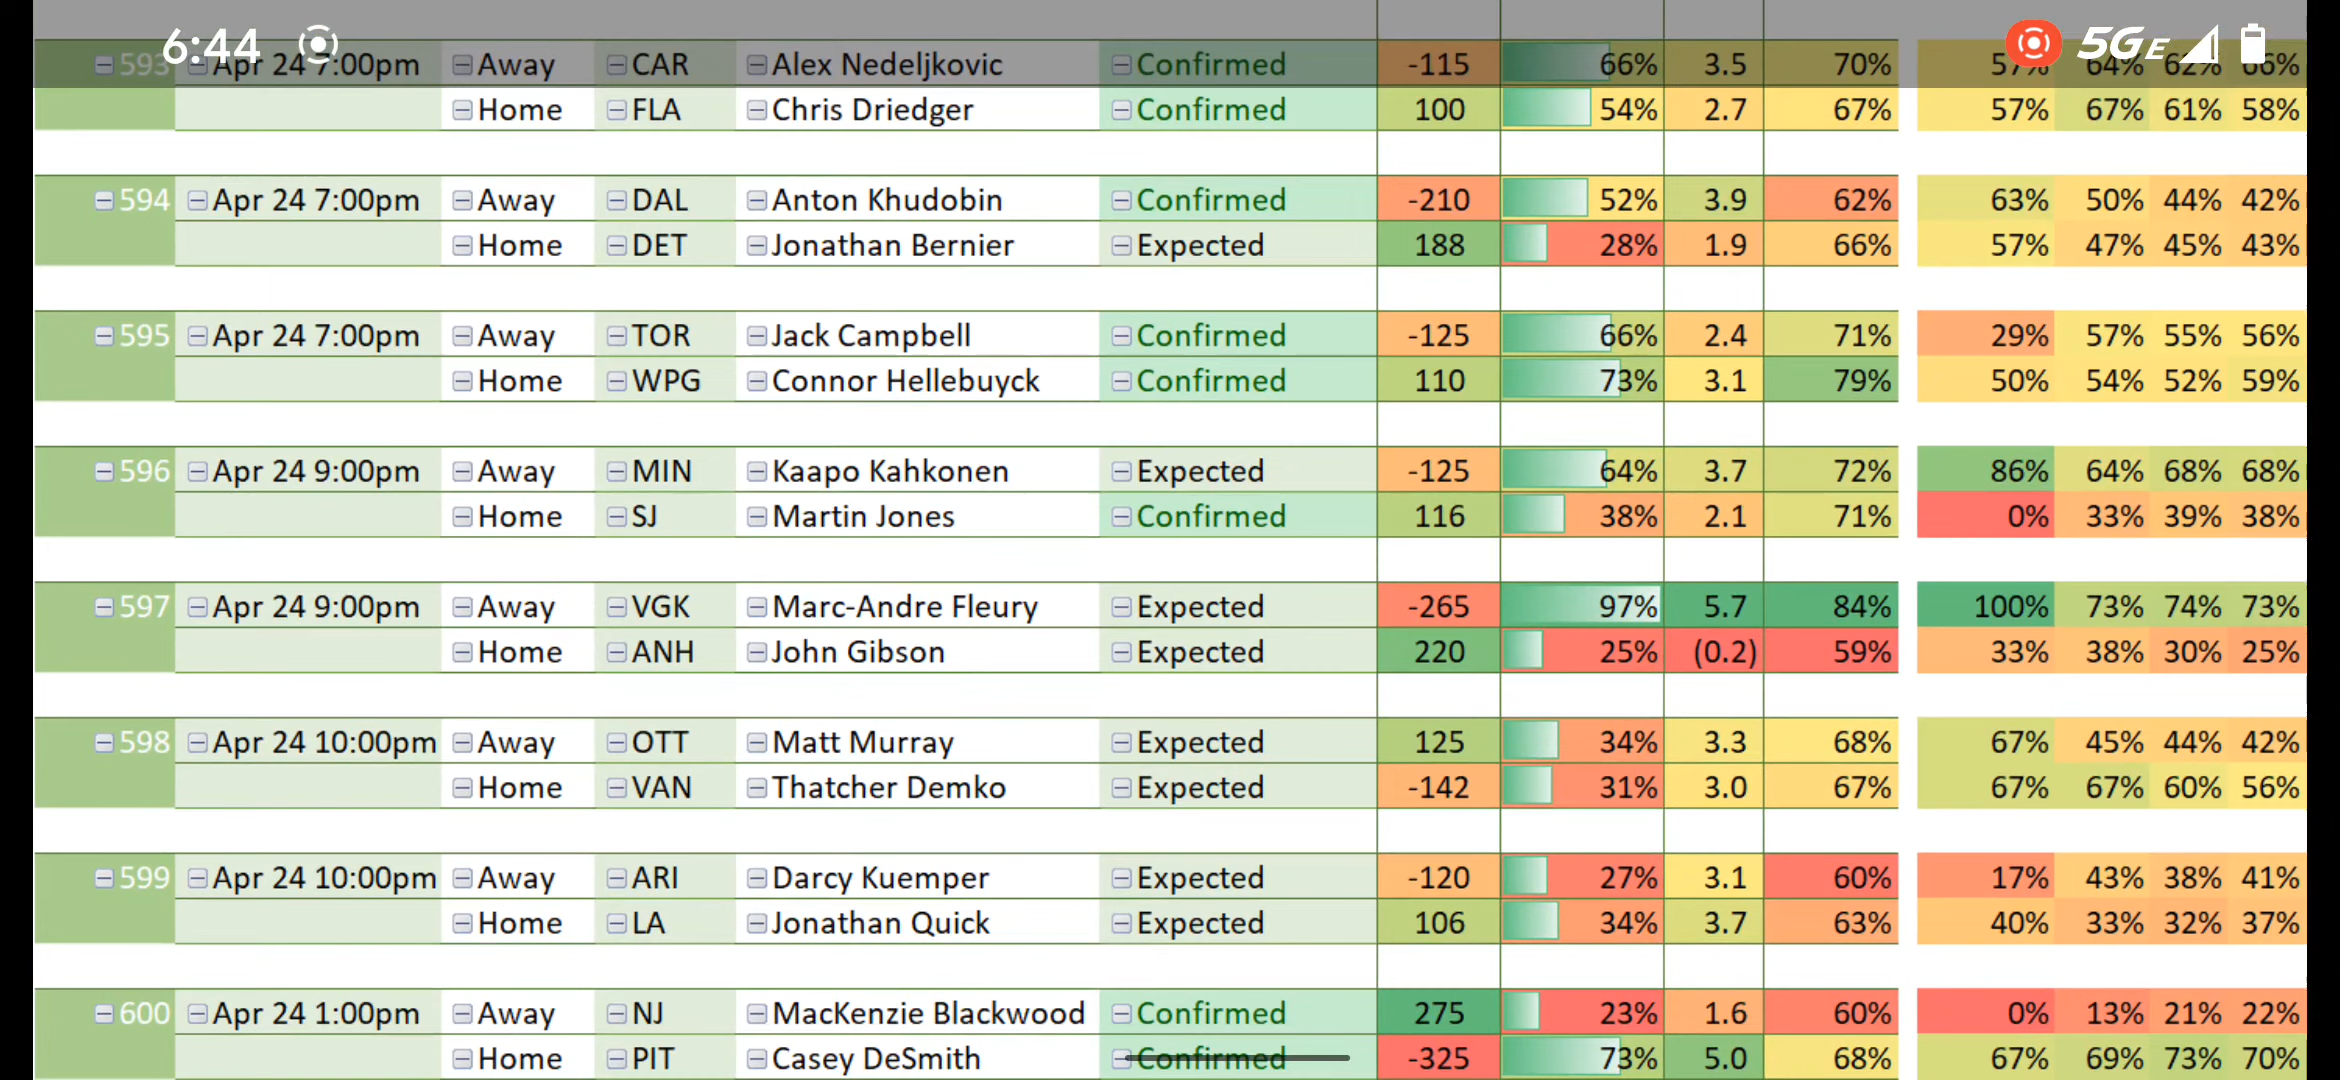 6:44 5GE
593 Apr 24 7:00pm Away CAR Alex Nedeljkovic Confirmed -115 66% 3.5 70% 57% 64% 62% 66%
Home FLA Chris Driedger Confirmed 100 54% 2.7 67% 57% 67% 61% 58%
594 Apr 24 7:00pm Away DAL Anton Khudobin Confirmed -210 52% 3.9 62% 63% 50% 44% 42%
Home DET Jonathan Bernier Expected 188 28% 1.9 66% 57% 47% 45% 43%
595 Apr 24 7:00pm Away TOR Jack Campbell Confirmed -125 66% 2.4 71% 29% 57% 55% 56%
Home WPG Connor Hellebuyck Confirmed 110 73% 3.1 79% 50% 54% 52% 59%
596 Apr 24 9:00pm Away MIN Kaapo Kahkonen Expected -125 64% 3.7 72% 86% 64% 68% 68%
Home SJ Martin Jones Confirmed 116 38% 2.1 71% 0% 33% 39% 38%
597 Apr 24 9:00pm Away VGK Marc-Andre Fleury Expected -265 97% 5.7 84% 100% 73% 74% 73%
Home ANH John Gibson Expected 220 25% (0.2) 59% 33% 38% 30% 25%
598 Apr 24 10:00pm Away OTT Matt Murray Expected 125 34% 3.3 68% 67% 45% 44% 42%
Home VAN Thatcher Demko Expected -142 31% 3.0 67% 67% 67% 60% 56%
599 Apr 24 10:00pm Away ARI Darcy Kuemper Expected -120 27% 3.1 60% 17% 43% 38% 41%
Home LA Jonathan Quick Expected 106 34% 3.7 63% 40% 33% 32% 37%
600 Apr 24 1:00pm Away NJ MacKenzie Blackwood Confirmed 275 23% 1.6 60% 0% 13% 21% 22%
Home PIT Casey DeSmith Confirmed -325 73% 5.0 68% 67% 69% 73% 70%